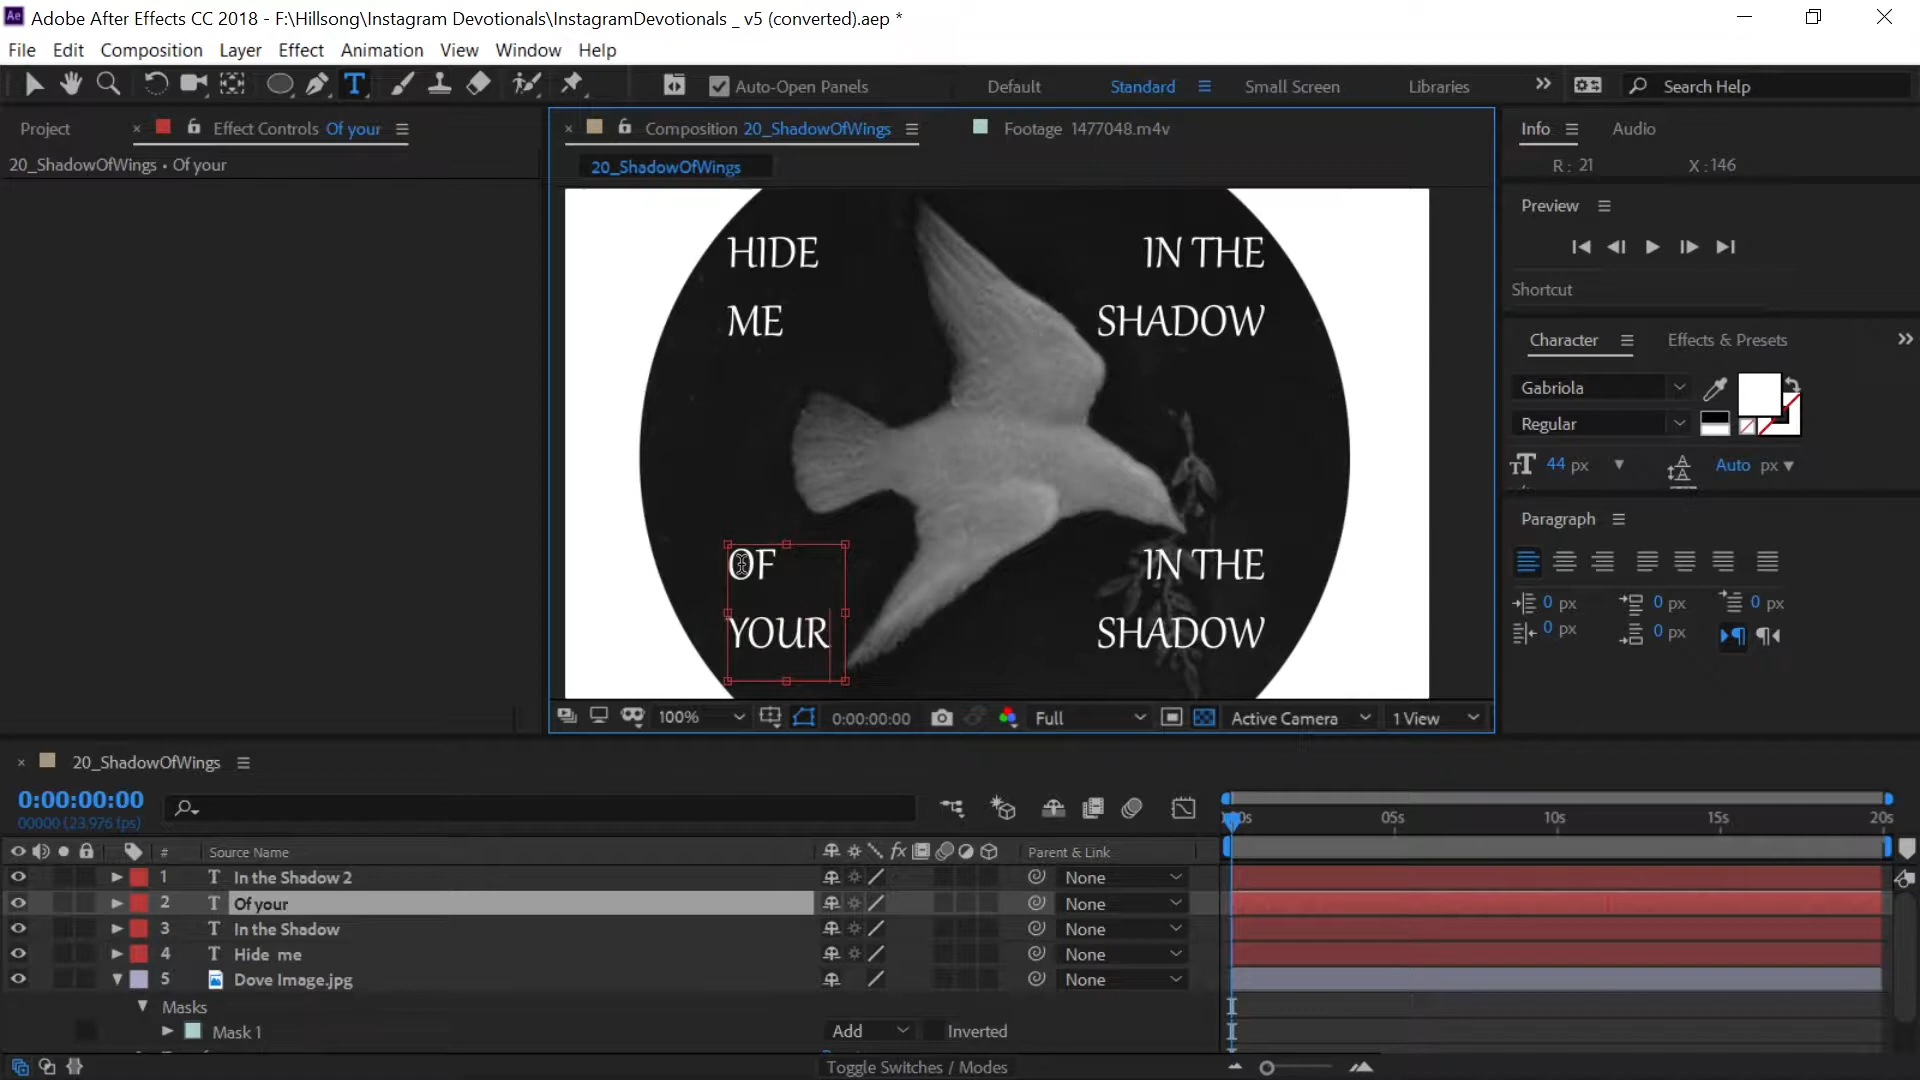 Adobe After Effects CC 2018 - F:\Hillsong\Instagram Devotionals\InstagramDevotionals _ v5 (converted).aep *
File Edit Composition Layer Effect Animation View Window Help
Auto-Open Panels Default Standard Small Screen Libraries Search Help
Project Effect Controls Of your
20_ShadowOfWings • Of your
Composition 20_ShadowOfWings Footage 1477048.m4v
20_ShadowOfWings
HIDE
ME
IN THE
SHADOW
OF
YOUR
IN THE
SHADOW
100% 0:00:00:00 Full Active Camera 1 View
Info Audio
R: 21 X:146
Preview
Shortcut
Character Effects & Presets
Gabriola
Regular
44 px Auto px
Paragraph
0 px 0 px 0 px
0 px 0 px
20_ShadowOfWings
0:00:00:00
00000 (23.976 fps)
05s 10s 15s 20s
# Source Name Parent & Link
1 T In the Shadow 2 None
2 T Of your None
3 T In the Shadow None
4 T Hide me None
5 Dove Image.jpg None
Masks
Mask 1 Add Inverted
Toggle Switches / Modes